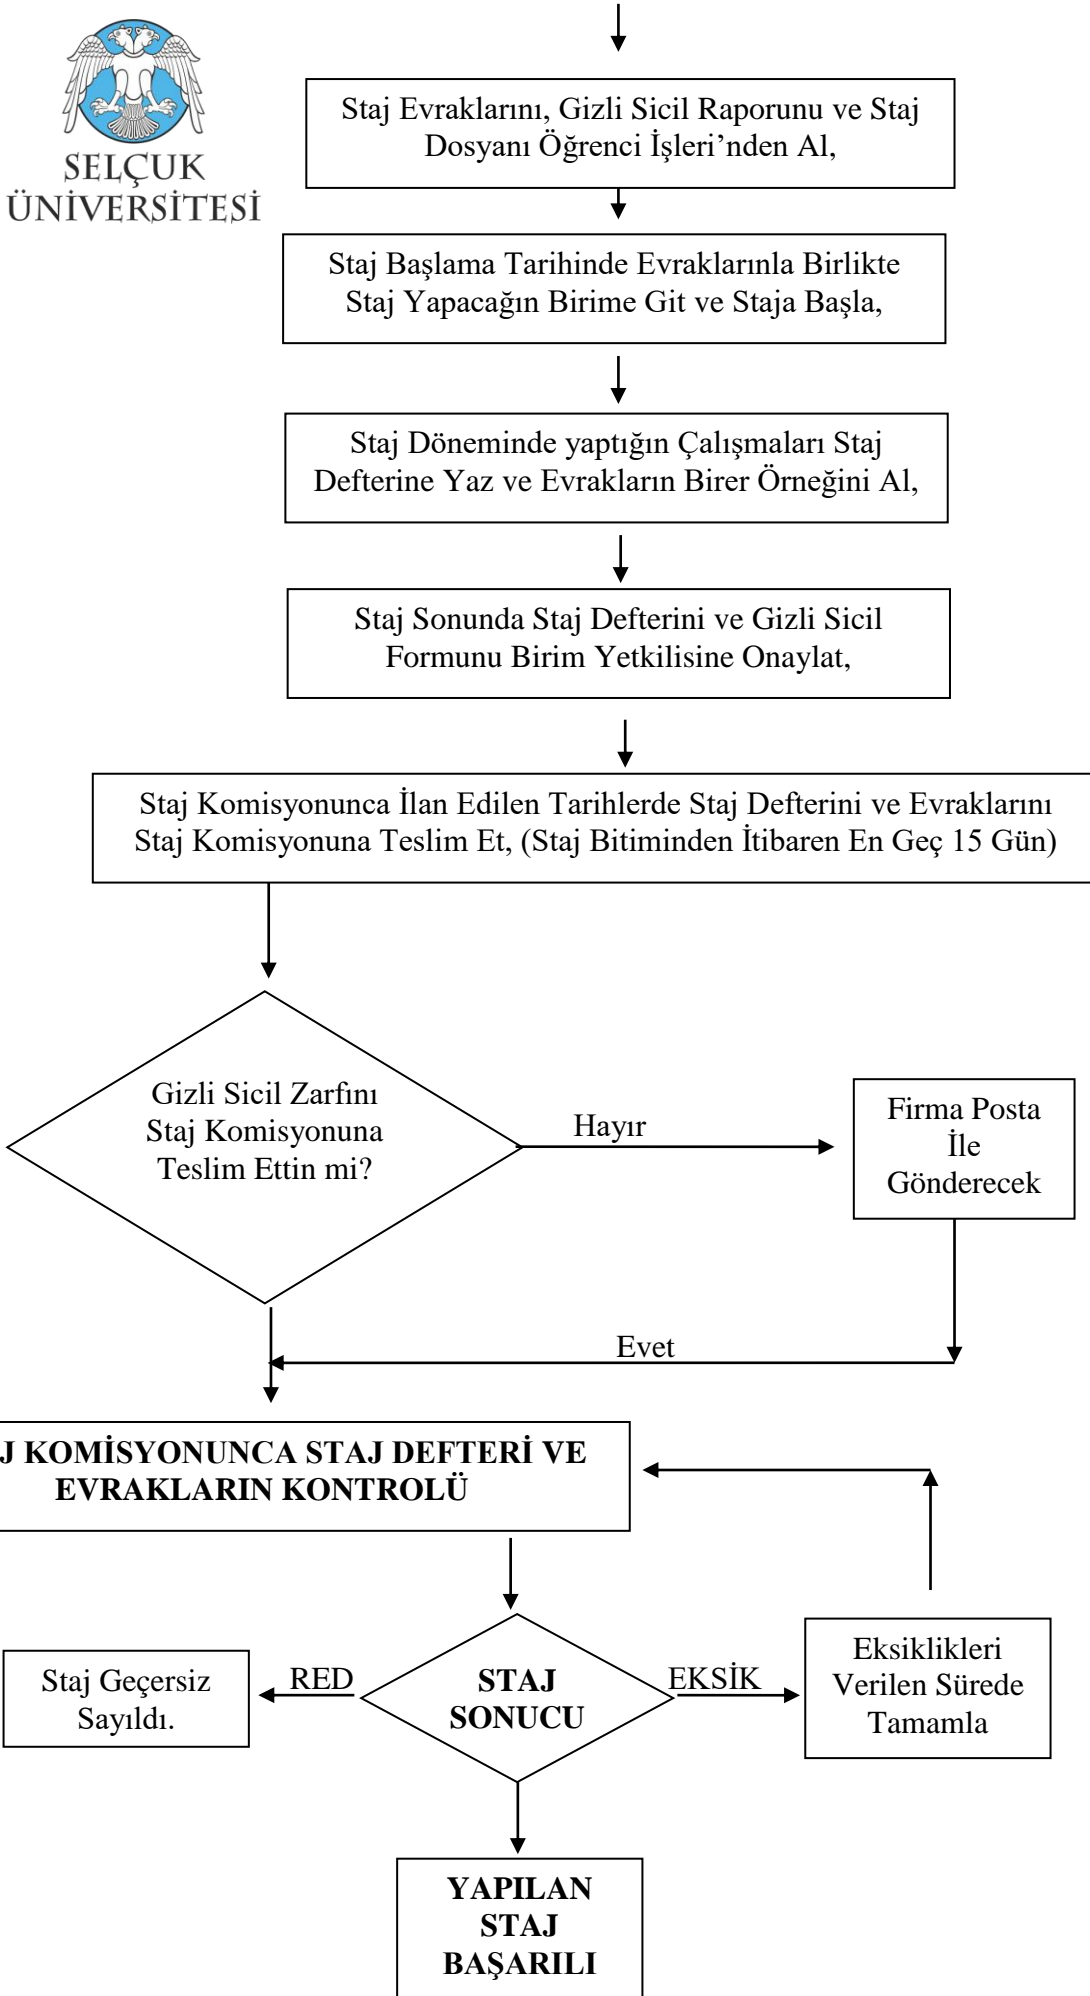 SELÇUK
ÜNİVERSİTESİ
Staj Evraklarını, Gizli Sicil Raporunu ve Staj
Dosyanı Öğrenci İşleri’nden Al,
Staj Başlama Tarihinde Evraklarınla Birlikte
Staj Yapacağın Birime Git ve Staja Başla,
Staj Döneminde yaptığın Çalışmaları Staj
Defterine Yaz ve Evrakların Birer Örneğini Al,
Staj Sonunda Staj Defterini ve Gizli Sicil
Formunu Birim Yetkilisine Onaylat,
Staj Komisyonunca İlan Edilen Tarihlerde Staj Defterini ve Evraklarını
Staj Komisyonuna Teslim Et, (Staj Bitiminden İtibaren En Geç 15 Gün)
Gizli Sicil Zarfını
Staj Komisyonuna
Teslim Ettin mi?
Hayır
Firma Posta
İle
Gönderecek
Evet
J KOMİSYONUNCA STAJ DEFTERİ VE
EVRAKLARIN KONTROLÜ
Staj Geçersiz
Sayıldı.
RED
STAJ
SONUCU
EKSİK
Eksiklikleri
Verilen Sürede
Tamamla
YAPILAN
STAJ
BAŞARILI